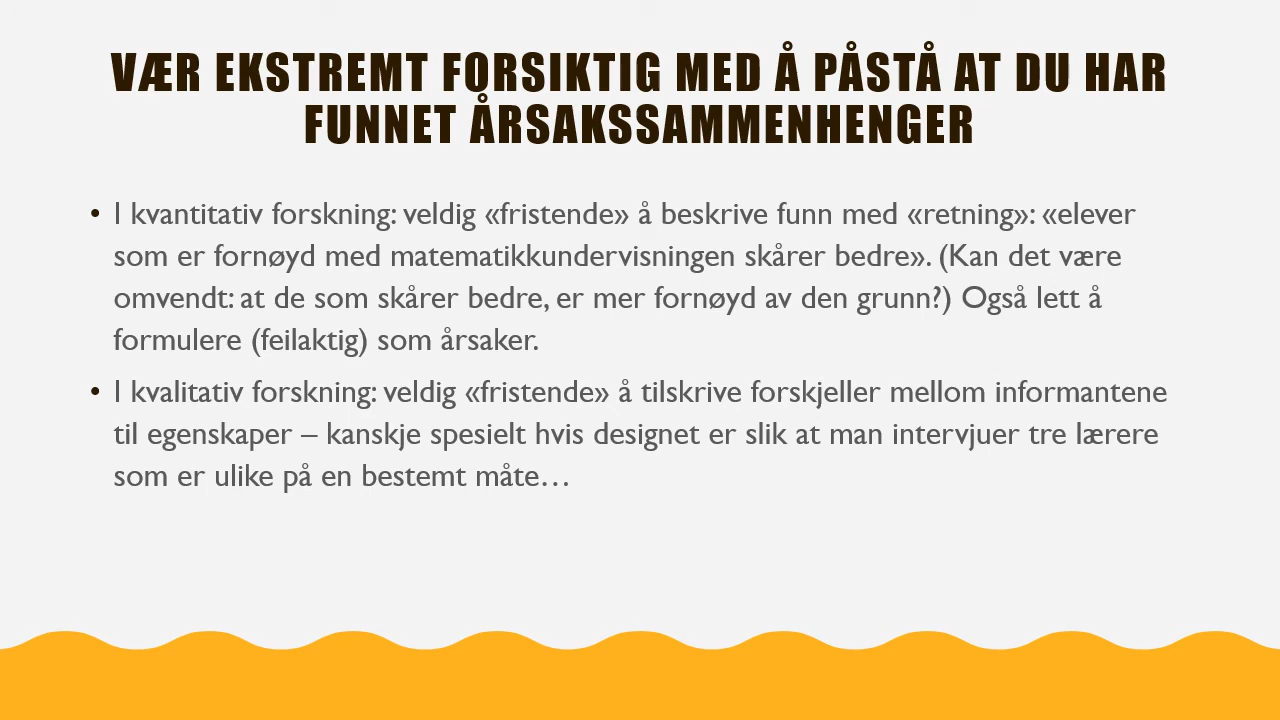 VÆR EKSTREMT FORSIKTIG MED Å PÅSTÅ AT DU HAR
FUNNET ÅRSAKSSAMMENHENGER
• I kvantitativ forskning: veldig «fristende» å beskrive funn med «retning»: «elever
som er fornøyd med matematikkundervisningen skårer bedre». (Kan det være
omvendt: at de som skårer bedre, er mer fornøyd av den grunn?) Også lett å
formulere (feilaktig) som årsaker.
• I kvalitativ forskning: veldig «fristende» å tilskrive forskjeller mellom informantene
til egenskaper – kanskje spesielt hvis designet er slik at man intervjuer tre lærere
som er ulike på en bestemt måte…